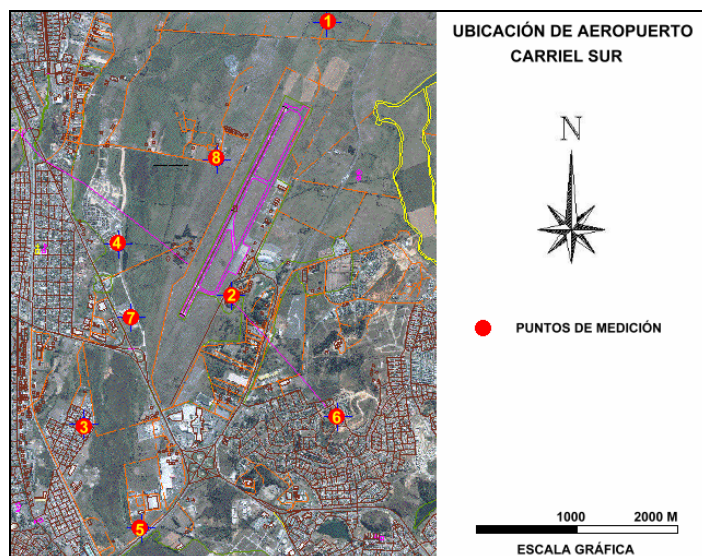 UBICACIÓN DE AEROPUERTO
CARRIEL SUR
N
1
8
4
2
7
6
3
5
PUNTOS DE MEDICIÓN
1000 2000 M
ESCALA GRÁFICA